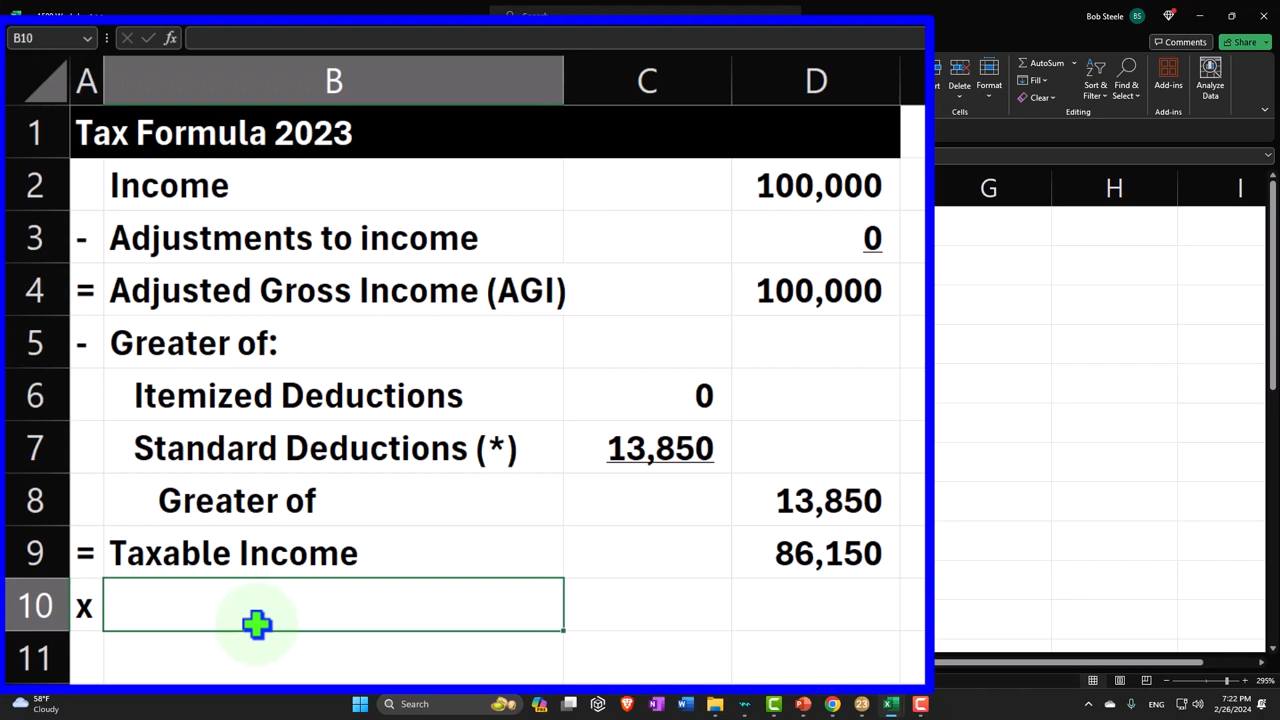 Bob Steele BS
B10 fx
Comments Share
AutoSum
Fill
Clear
Delete Format Sort & Filter Find & Select Add-ins Analyze Data
Cells Editing Add-ins
A B C D G H I
1 Tax Formula 2023
2 Income 100,000
3 - Adjustments to income 0
4 = Adjusted Gross Income (AGI) 100,000
5 - Greater of:
6 Itemized Deductions 0
7 Standard Deductions (*) 13,850
8 Greater of 13,850
9 = Taxable Income 86,150
10 x
11
295%
58°F
Cloudy
Search
23
ENG
7:22 PM
2/26/2024